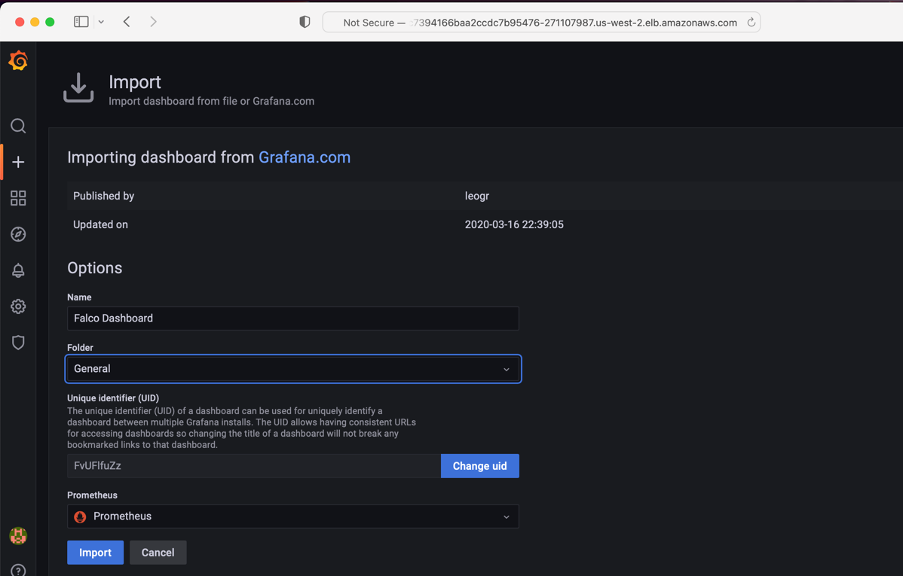 Not Secure — :7394166baa2ccdc7b95476-271107987.us-west-2.elb.amazonaws.com
Import
Import dashboard from file or Grafana.com
Importing dashboard from Grafana.com
Published by leogr
Updated on 2020-03-16 22:39:05
Options
Name
Falco Dashboard
Folder
General
Unique identifier (UID)
The unique identifier (UID) of a dashboard can be used for uniquely identify a
dashboard between multiple Grafana installs. The UID allows having consistent URLs
for accessing dashboards so changing the title of a dashboard will not break any
bookmarked links to that dashboard.
FvUFlfuZz Change uid
Prometheus
Prometheus
Import Cancel